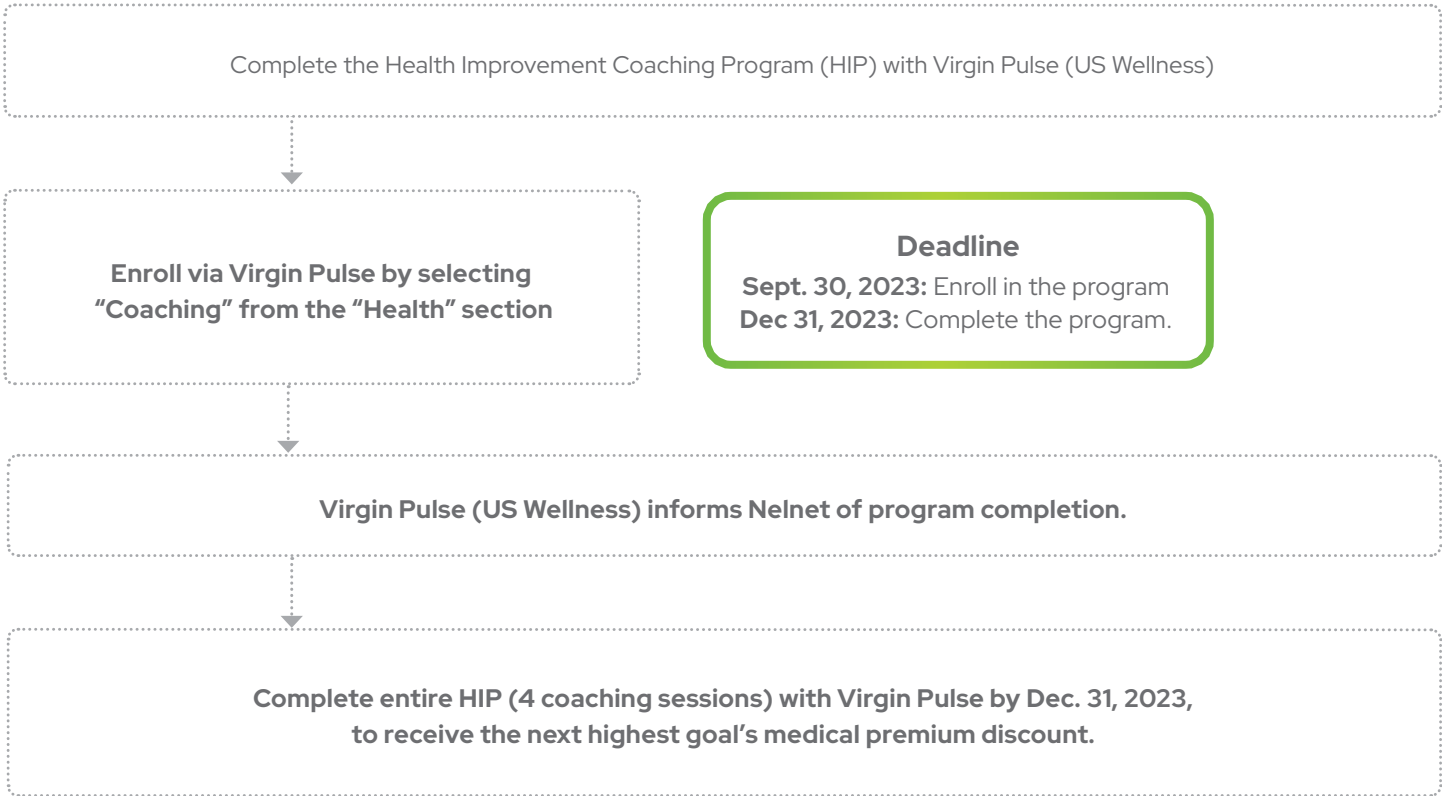 Complete the Health Improvement Coaching Program (HIP) with Virgin Pulse (US Wellness)
Enroll via Virgin Pulse by selecting
“Coaching” from the “Health” section
Deadline
Sept. 30, 2023: Enroll in the program
Dec 31, 2023: Complete the program.
Virgin Pulse (US Wellness) informs Nelnet of program completion.
Complete entire HIP (4 coaching sessions) with Virgin Pulse by Dec. 31, 2023,
to receive the next highest goal’s medical premium discount.